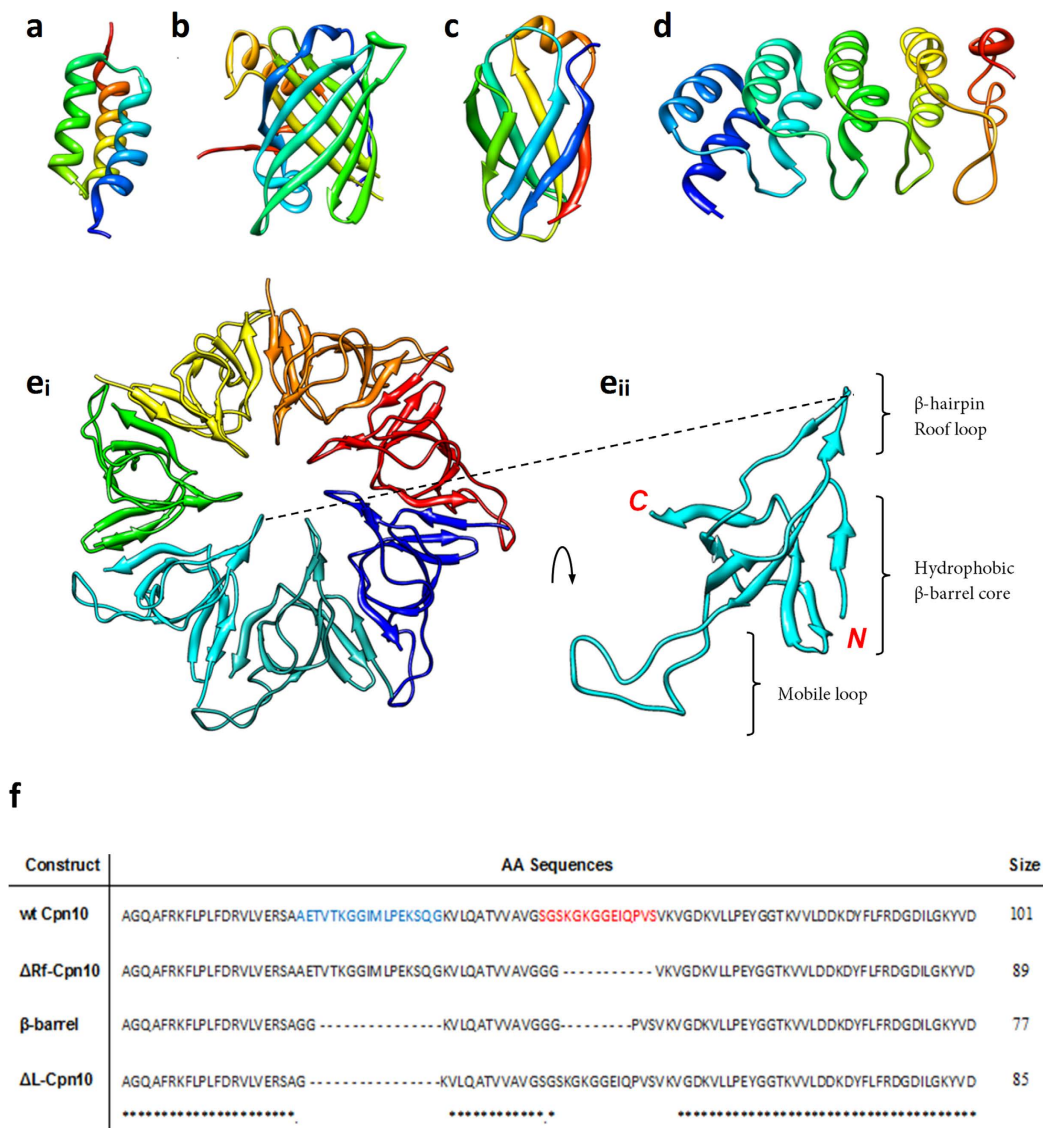 a b c d
ei eii
β-hairpin
Roof loop
C
Hydrophobic
β-barrel core
N
Mobile loop
f
Construct AA Sequences Size
wt Cpn10 AGQAFRKFLPLFDRVLVERSAAETVTKGGIMLPEKSQGKVLQATVVAVGSGSKGKGGEIQPVSVKVGDKVLLPEYGGTKVVLDDKDYFLFRDGDILGKYVD 101
ΔRf-Cpn10 AGQAFRKFLPLFDRVLVERSAAETVTKGGIMLPEKSQGKVLQATVVAVGGG-----------VKVGDKVLLPEYGGTKVVLDDKDYFLFRDGDILGKYVD 89
β-barrel AGQAFRKFLPLFDRVLVERSAGG---------------KVLQATVVAVGGG--------PVSVKVGDKVLLPEYGGTKVVLDDKDYFLFRDGDILGKYVD 77
ΔL-Cpn10 AGQAFRKFLPLFDRVLVERSAG----------------KVLQATVVAVGSGSKGKGGEIQPVSVKVGDKVLLPEYGGTKVVLDDKDYFLFRDGDILGKYVD 85
*********************. ***********.* ***********************************